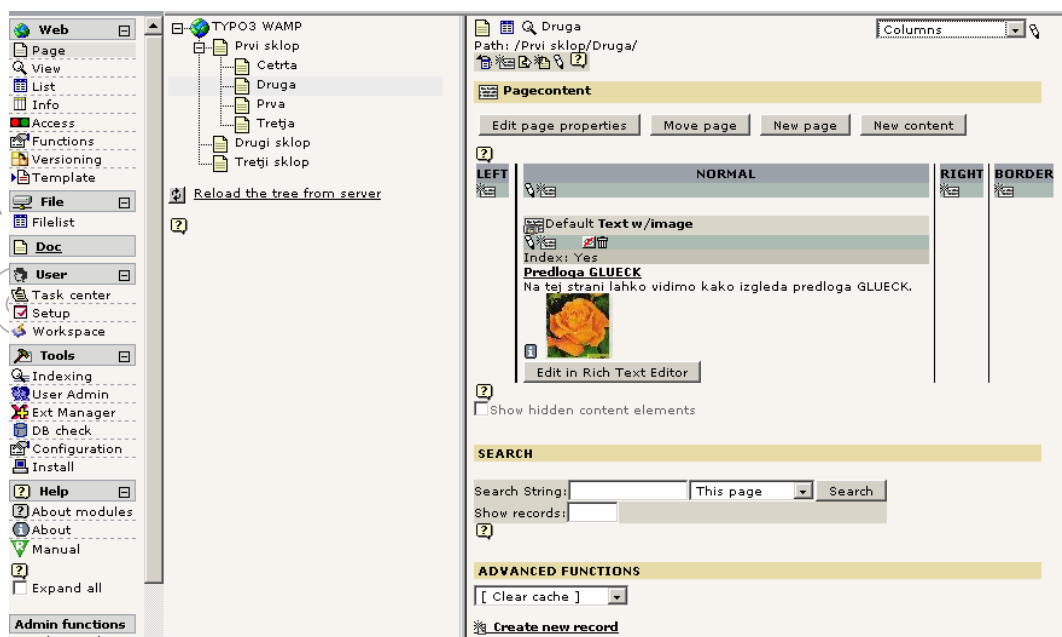 Web
Page
View
List
Info
Access
Functions
Versioning
Template
File
Filelist
Doc
User
Task center
Setup
Workspace
Tools
Indexing
User Admin
Ext Manager
DB check
Configuration
Install
Help
About modules
About
Manual
Expand all
Admin functions
TYPO3 WAMP
Prvi sklop
Cetrta
Druga
Prva
Tretja
Drugi sklop
Tretji sklop
Reload the tree from server
Druga
Columns
Path: /Prvi sklop/Druga/
Pagecontent
Edit page properties Move page New page New content
LEFT NORMAL RIGHT BORDER
Default Text w/image
Index: Yes
Predloga GLUECK
Na tej strani lahko vidimo kako izgleda predloga GLUECK.
Edit in Rich Text Editor
Show hidden content elements
SEARCH
Search String: This page Search
Show records:
ADVANCED FUNCTIONS
[ Clear cache ]
Create new record